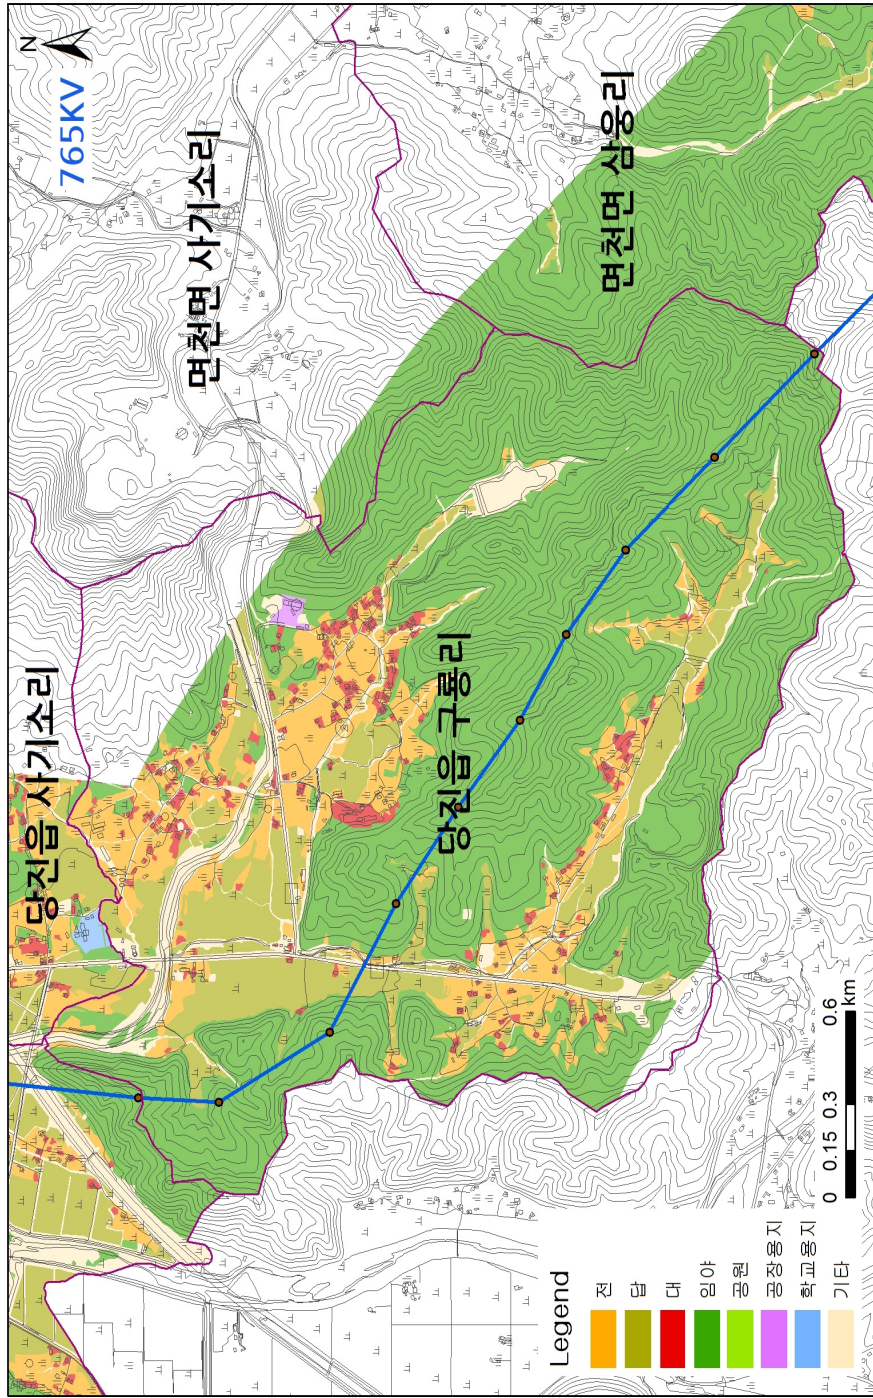 N
765KV
면천면 사기소리
면천면 삼웅리
당진읍 사기소리
당진읍 구룡리
Legend
전
답
대
임야
공원
공장용지
학교용지
기타
0 0.15 0.3 0.6
km